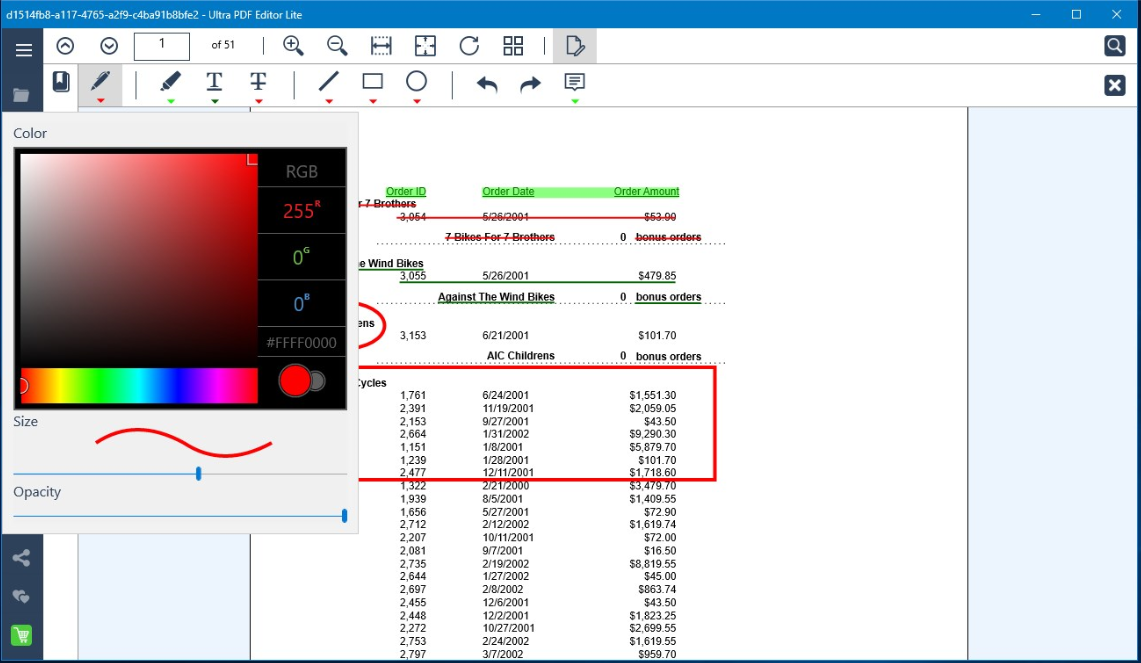 d1514fb8-a117-4765-a2f9-c4ba91b8bfe2 - Ultra PDF Editor Lite
1 of 51
Color
RGB
255 R
0 G
0 B
#FFFF0000
Size
Opacity
Order ID Order Date Order Amount
r 7 Brothers
3,054 5/26/2001 $53.90
7 Bikes For 7 Brothers 0 bonus orders
e Wind Bikes
3,055 5/26/2001 $479.85
Against The Wind Bikes 0 bonus orders
ens
3,153 6/21/2001 $101.70
AIC Childrens 0 bonus orders
Cycles
1,761 6/24/2001 $1,551.30
2,391 11/19/2001 $2,059.05
2,153 9/27/2001 $43.50
2,664 1/31/2002 $9,290.30
1,151 1/8/2001 $5,879.70
1,239 1/28/2001 $101.70
2,477 12/11/2001 $1,718.60
1,322 2/21/2000 $3,479.70
1,939 8/5/2001 $1,409.55
1,656 5/27/2001 $72.90
2,712 2/12/2002 $1,619.74
2,207 10/11/2001 $72.00
2,081 9/7/2001 $16.50
2,735 2/19/2002 $8,819.55
2,644 1/27/2002 $45.00
2,697 2/8/2002 $863.74
2,455 12/6/2001 $43.50
2,448 12/2/2001 $1,823.25
2,272 10/27/2001 $2,699.55
2,753 2/24/2002 $1,619.55
2,797 3/7/2002 $959.70